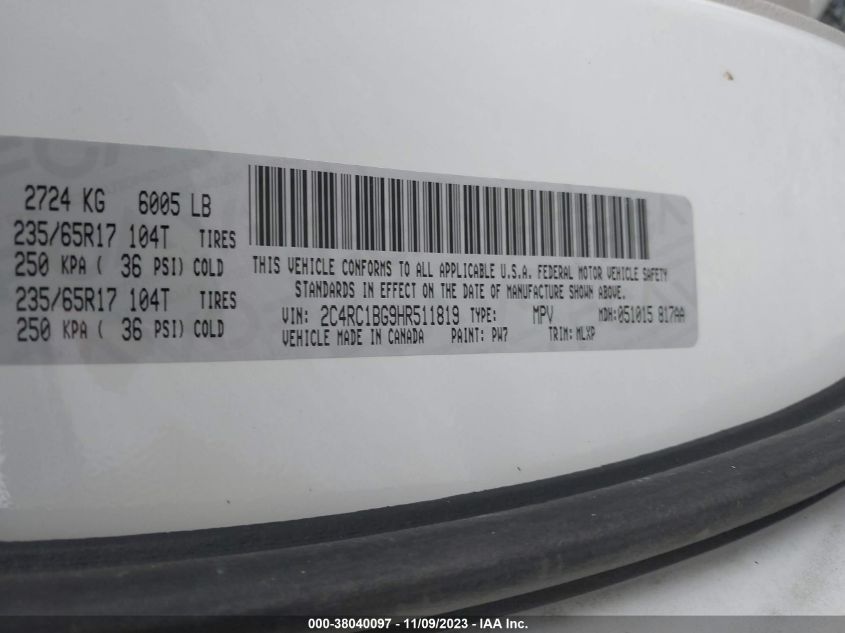 2724 KG 6005 LB
235/65R17 104T TIRES
250 KPA ( 36 PSI) COLD
235/65R17 104T TIRES
250 KPA ( 36 PSI) COLD
THIS VEHICLE CONFORMS TO ALL APPLICABLE U.S.A. FEDERAL MOTOR VEHICLE SAFETY
STANDARDS IN EFFECT ON THE DATE OF MANUFACTURE SHOWN ABOVE.
VIN: 2C4RC1BG9HR511819 TYPE: MPV MDH:051015 817AA
VEHICLE MADE IN CANADA PAINT: PW7 TRIM: MLXP
000-38040097 - 11/09/2023 - IAA Inc.